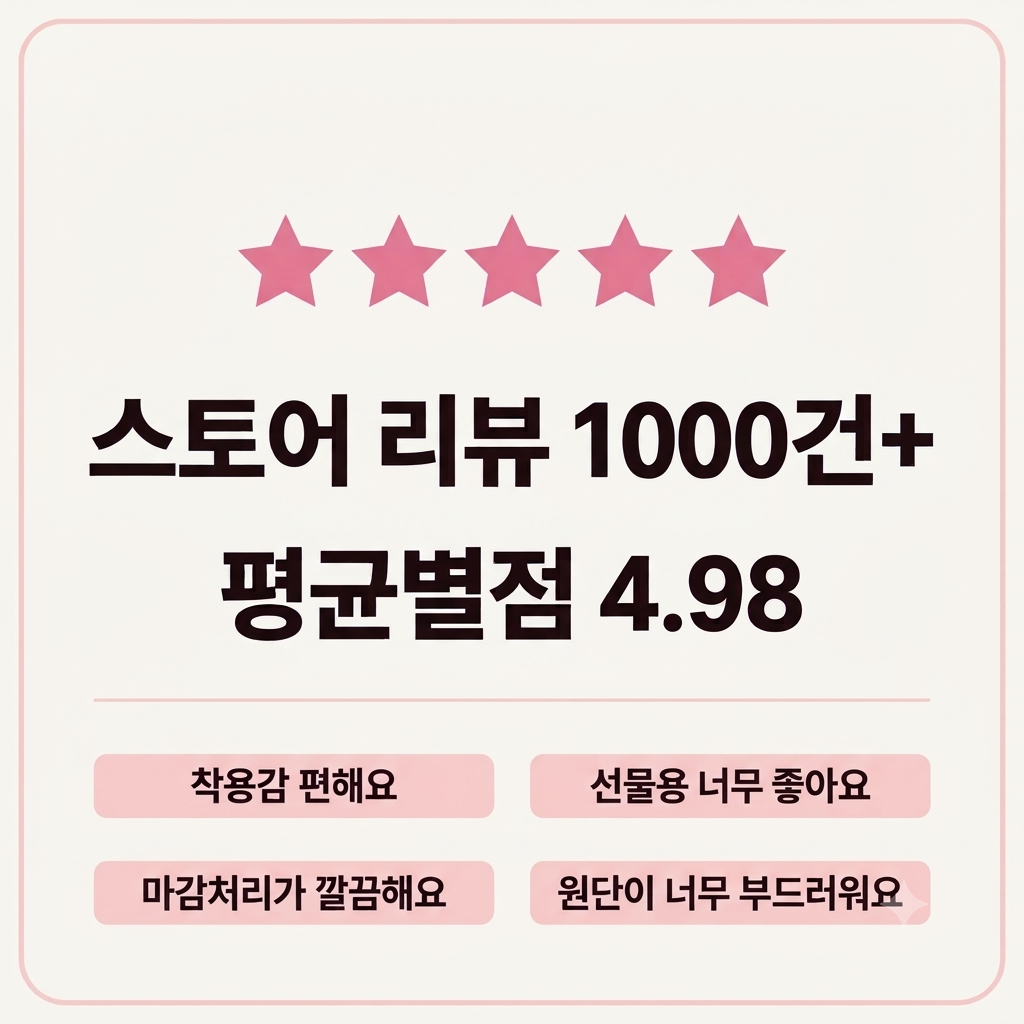 스토어 리뷰 1000건+
평균별점 4.98
착용감 편해요
선물용 너무 좋아요
마감처리가 깔끔해요
원단이 너무 부드러워요